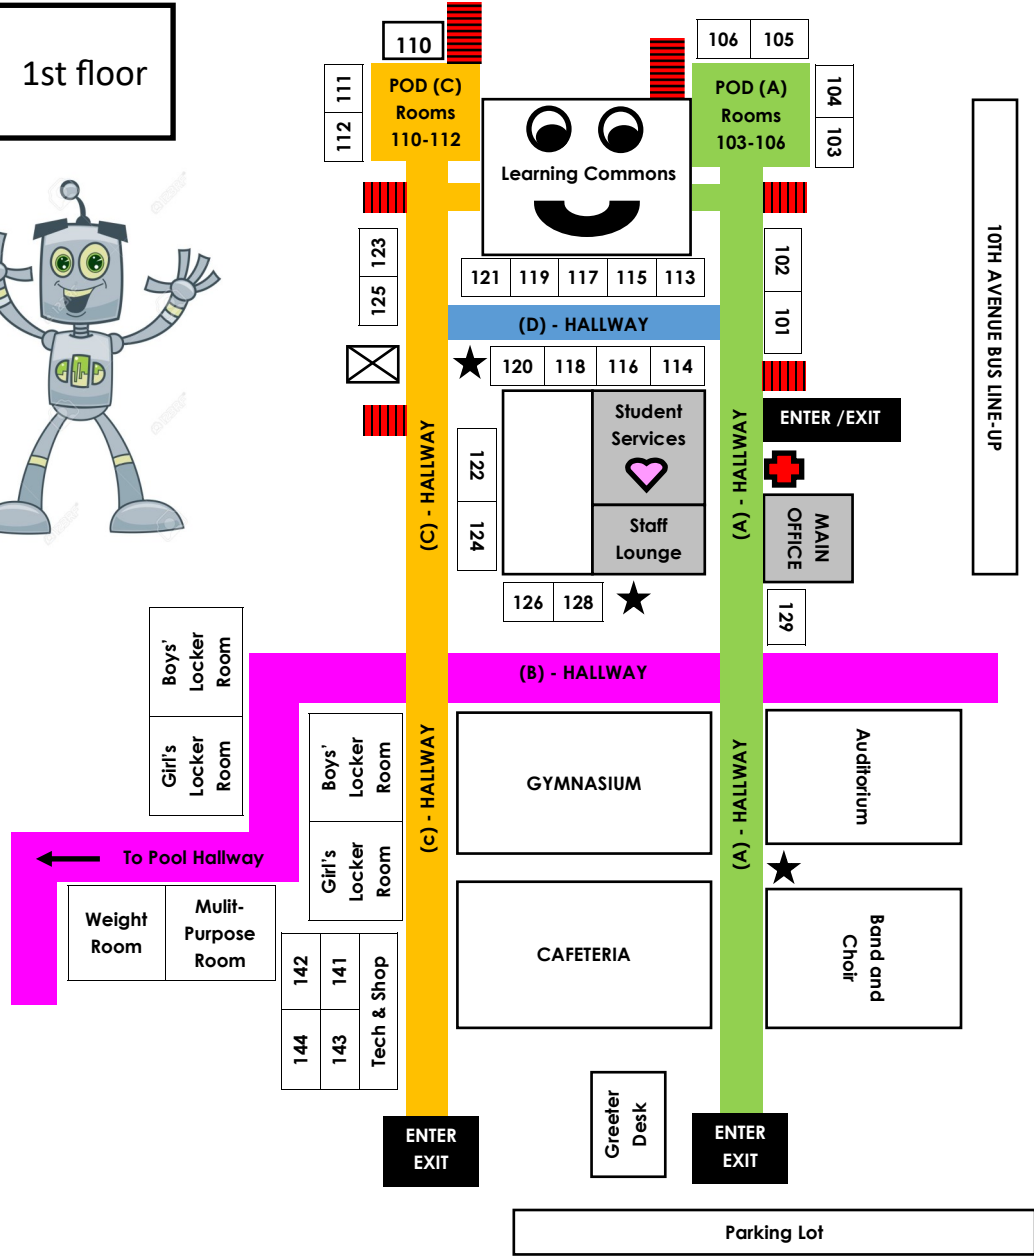 1st floor
110
106
105
111
112
POD (C)
Rooms
110-112
POD (A)
Rooms
103-106
104
103
Learning Commons
123
125
121
119
117
115
113
102
101
(D) - HALLWAY
120
118
116
114
10TH AVENUE BUS LINE-UP
ENTER /EXIT
Student
Services
Staff
Lounge
122
124
(C) - HALLWAY
(A) - HALLWAY
MAIN
OFFICE
126
128
129
(B) - HALLWAY
Boys'
Locker
Room
Girl's
Locker
Room
Boys'
Locker
Room
Girl's
Locker
Room
(c) - HALLWAY
GYMNASIUM
(A) - HALLWAY
Auditorium
To Pool Hallway
Weight
Room
Mulit-
Purpose
Room
CAFETERIA
Band and
Choir
142
141
144
143
Tech & Shop
Greeter
Desk
ENTER
EXIT
ENTER
EXIT
Parking Lot